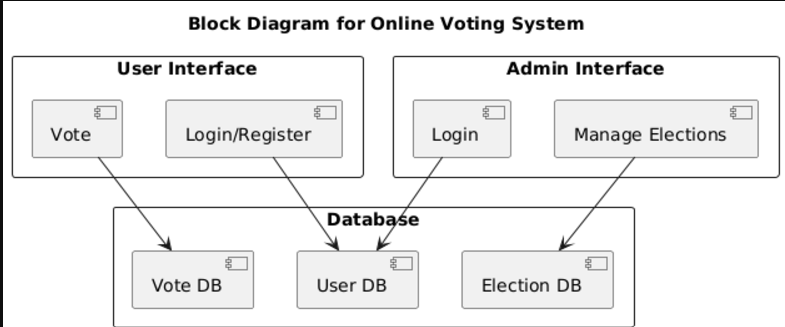 Block Diagram for Online Voting System
User Interface
Admin Interface
Vote
Login/Register
Login
Manage Elections
Database
Vote DB
User DB
Election DB